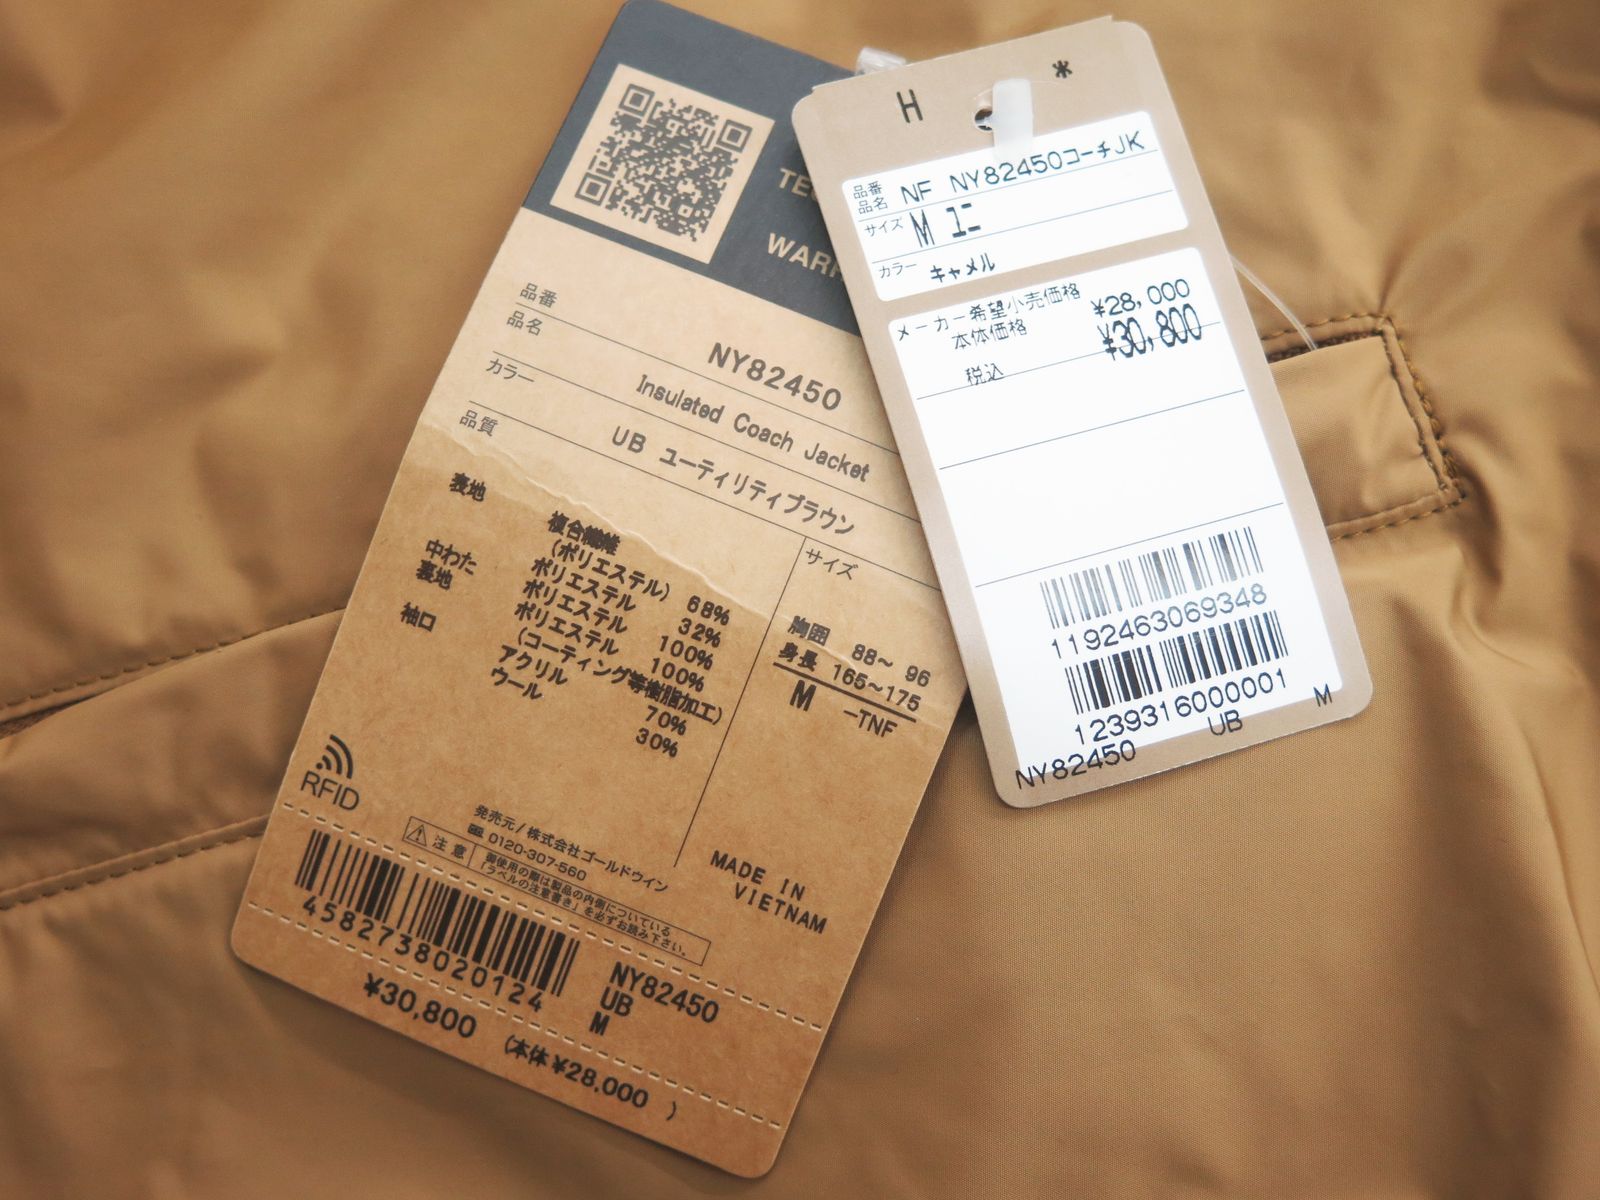 TE
WARM
品番
NY82450
品名
Insulated Coach Jacket
カラー
UB ユーティリティブラウン
品質
表地
複合繊維
(ポリエステル) 68%
ポリエステル 32%
中わた ポリエステル 100%
裏地 ポリエステル 100%
(コーティング等樹脂加工)
袖口 アクリル 70%
ウール 30%
サイズ
胸囲 88〜 96
身長 165〜175
M -TNF
RFID
発売元/株式会社ゴールドウイン
0120-307-560
注意
御使用の際は製品の内側についている
「ラベルの注意書き」を必ずお読み下さい。
MADE IN
VIETNAM
4582738020124
NY82450
UB
M
¥30,800
(本体 ¥28,000 )
H *
品番
品名
NF NY82450コーチJK
サイズ M ユニ
カラー キャメル
メーカー希望小売価格
本体価格 ¥28,000
税込 ¥30,800
1192463069348
1239316000001
NY82450 UB M